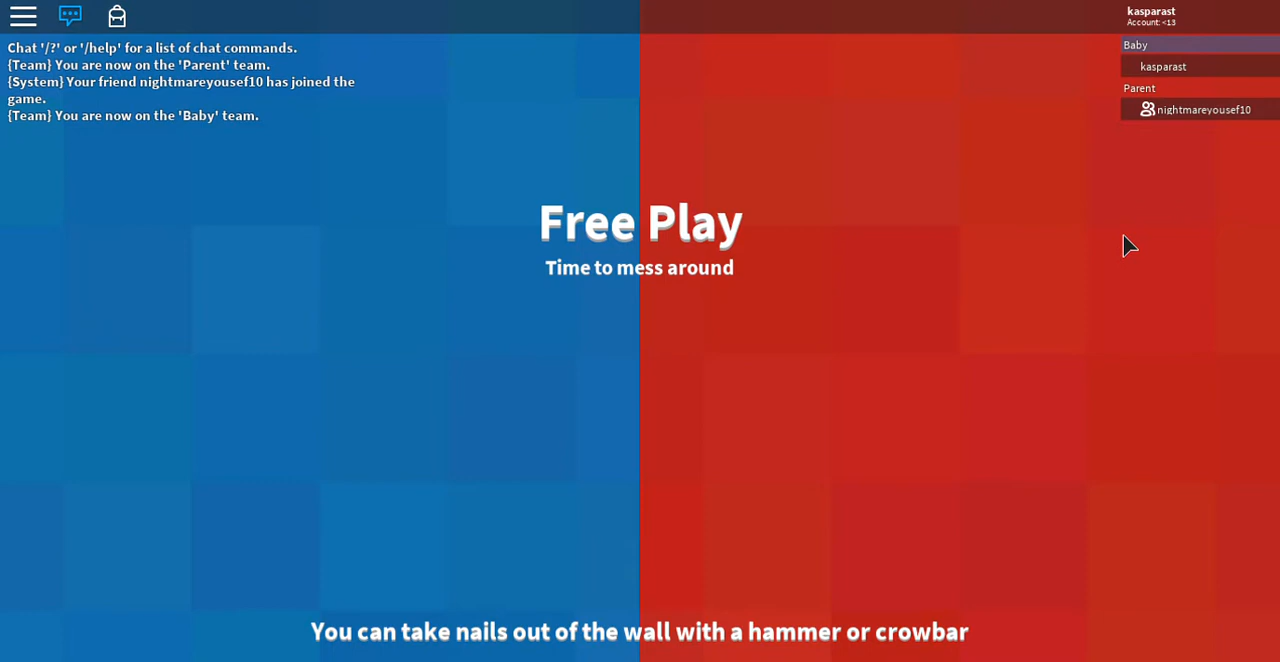 kasparast
Account: <13
Chat '/?' or '/help' for a list of chat commands.
{Team} You are now on the 'Parent' team.
{System} Your friend nightmareyousef10 has joined the
game.
{Team} You are now on the 'Baby' team.
Baby
kasparast
Parent
nightmareyousef10
Free Play
Time to mess around
You can take nails out of the wall with a hammer or crowbar